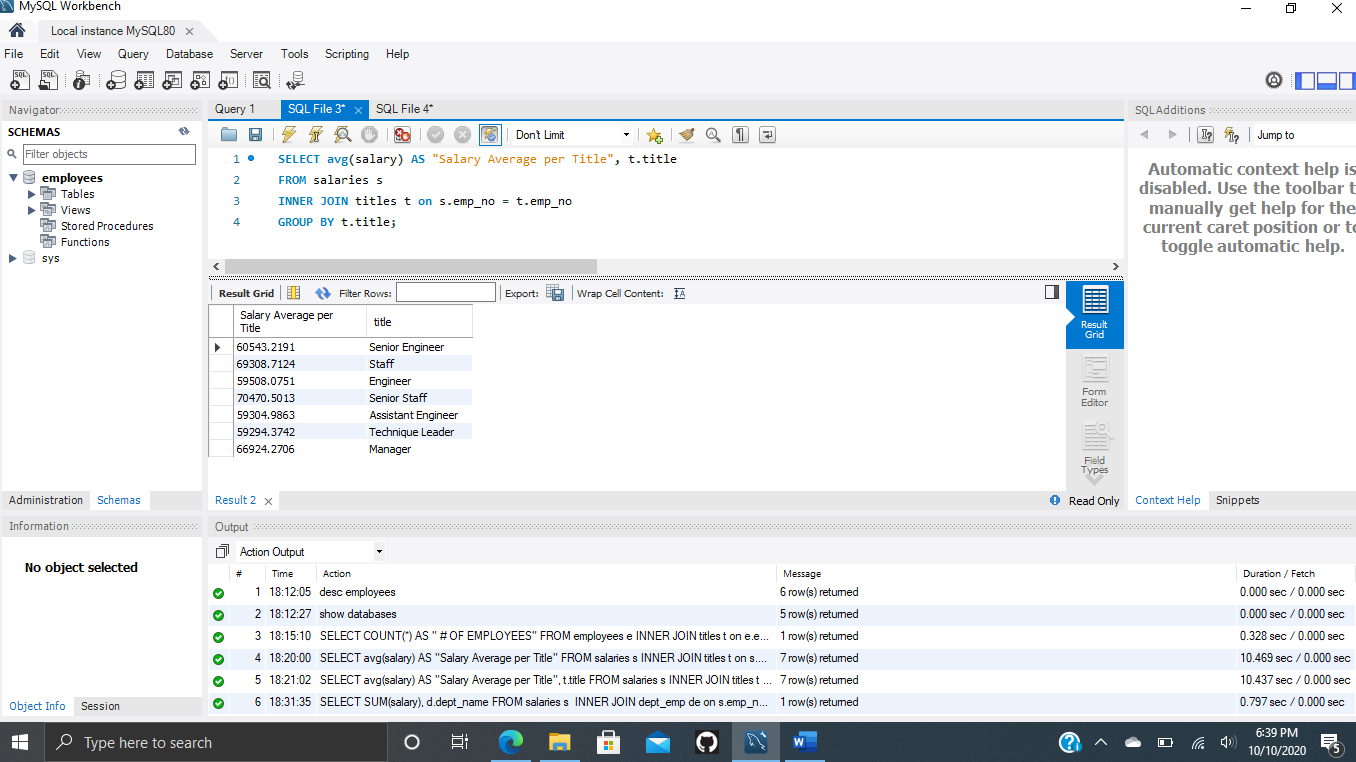 MySQL Workbench
Local instance MySQL80
File Edit View Query Database Server Tools Scripting Help
Navigator
SCHEMAS
Filter objects
employees
Tables
Views
Stored Procedures
Functions
sys
Administration Schemas
Information
No object selected
Object Info Session
Query 1 SQL File 3* SQL File 4*
Don't Limit
1 SELECT avg(salary) AS "Salary Average per Title", t.title
2 FROM salaries s
3 INNER JOIN titles t on s.emp_no = t.emp_no
4 GROUP BY t.title;
Result Grid Filter Rows: Export: Wrap Cell Content:
Salary Average per Title title
60543.2191 Senior Engineer
69308.7124 Staff
59508.0751 Engineer
70470.5013 Senior Staff
59304.9863 Assistant Engineer
59294.3742 Technique Leader
66924.2706 Manager
Result Grid
Form Editor
Field Types
Result 2
Read Only
SQLAdditions
Jump to
Automatic context help is
disabled. Use the toolbar t
manually get help for the
current caret position or to
toggle automatic help.
Context Help Snippets
Output
Action Output
# Time Action Message Duration / Fetch
1 18:12:05 desc employees 6 row(s) returned 0.000 sec / 0.000 sec
2 18:12:27 show databases 5 row(s) returned 0.000 sec / 0.000 sec
3 18:15:10 SELECT COUNT(*) AS " # OF EMPLOYEES" FROM employees e INNER JOIN titles t on e.e... 1 row(s) returned 0.328 sec / 0.000 sec
4 18:20:00 SELECT avg(salary) AS "Salary Average per Title" FROM salaries s INNER JOIN titles t on s.... 7 row(s) returned 10.469 sec / 0.000 sec
5 18:21:02 SELECT avg(salary) AS "Salary Average per Title", t.title FROM salaries s INNER JOIN titles t ... 7 row(s) returned 10.437 sec / 0.000 sec
6 18:31:35 SELECT SUM(salary), d.dept_name FROM salaries s INNER JOIN dept_emp de on s.emp_n... 1 row(s) returned 0.797 sec / 0.000 sec
Type here to search
6:39 PM
10/10/2020
5